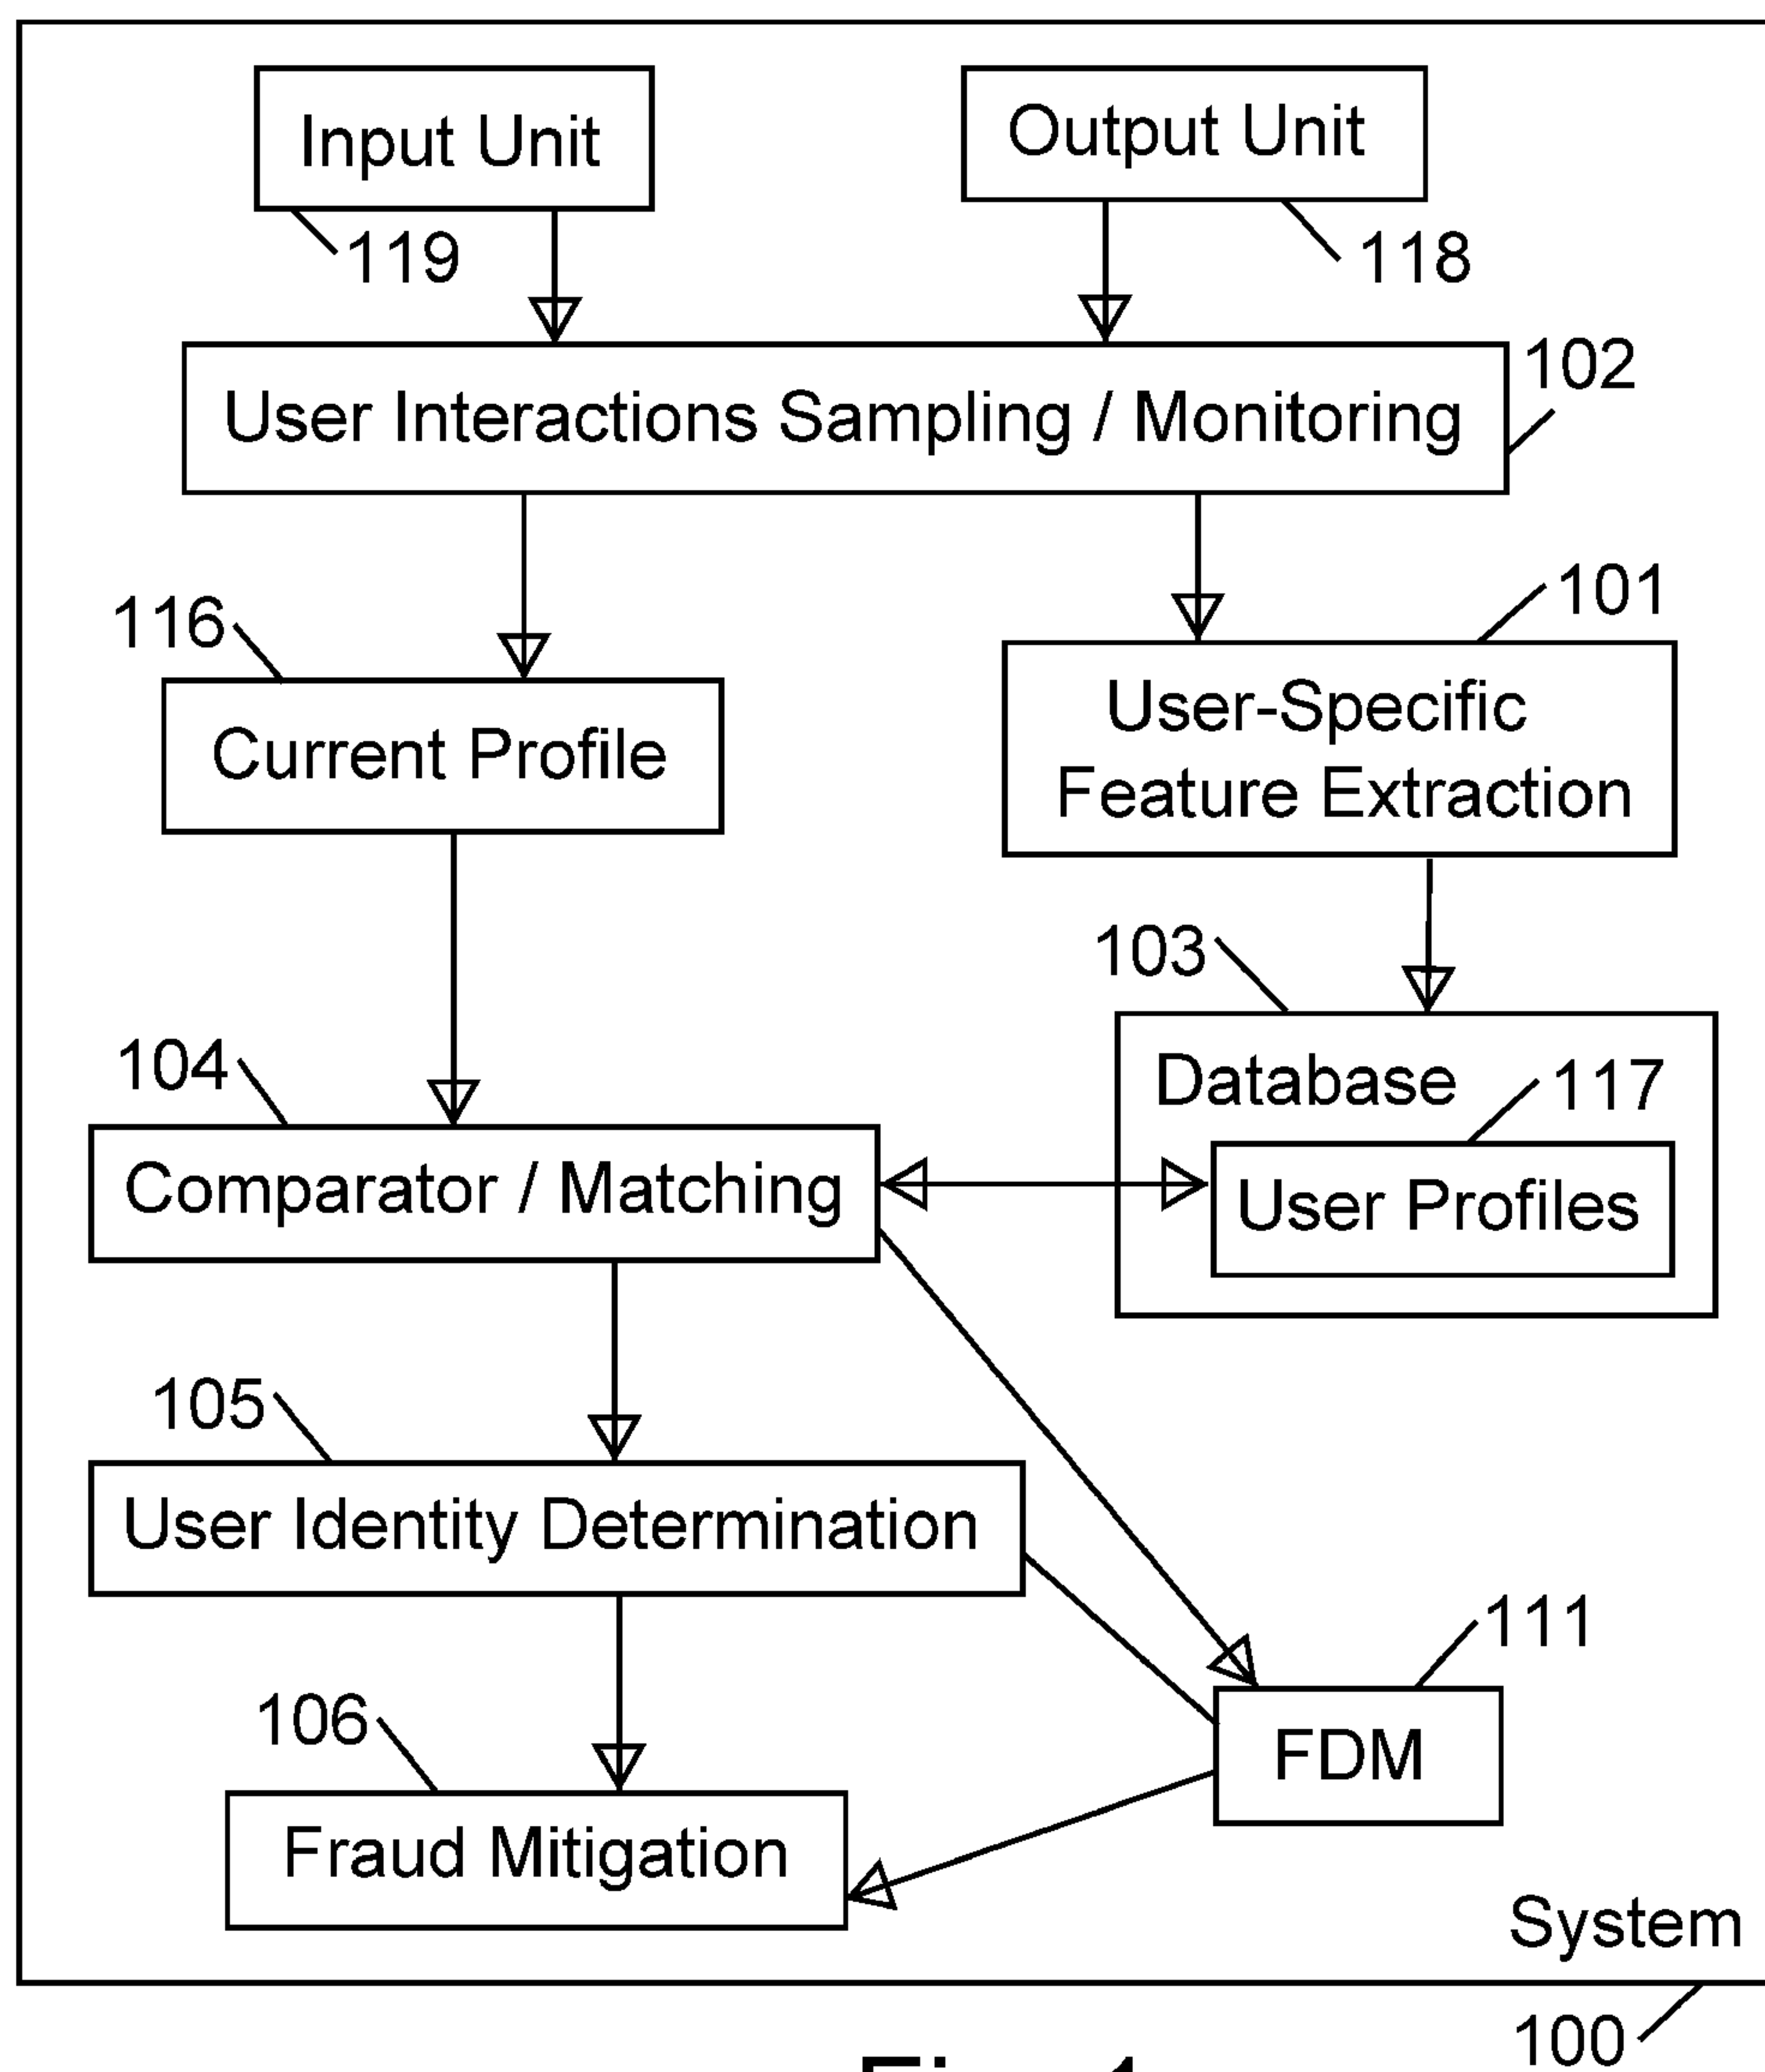 Input Unit
Output Unit
119
118
102
User Interactions Sampling / Monitoring
101
116
User-Specific
Feature Extraction
Current Profile
103
104
Database
117
Comparator / Matching
User Profiles
105
User Identity Determination
111
106
FDM
Fraud Mitigation
System
100